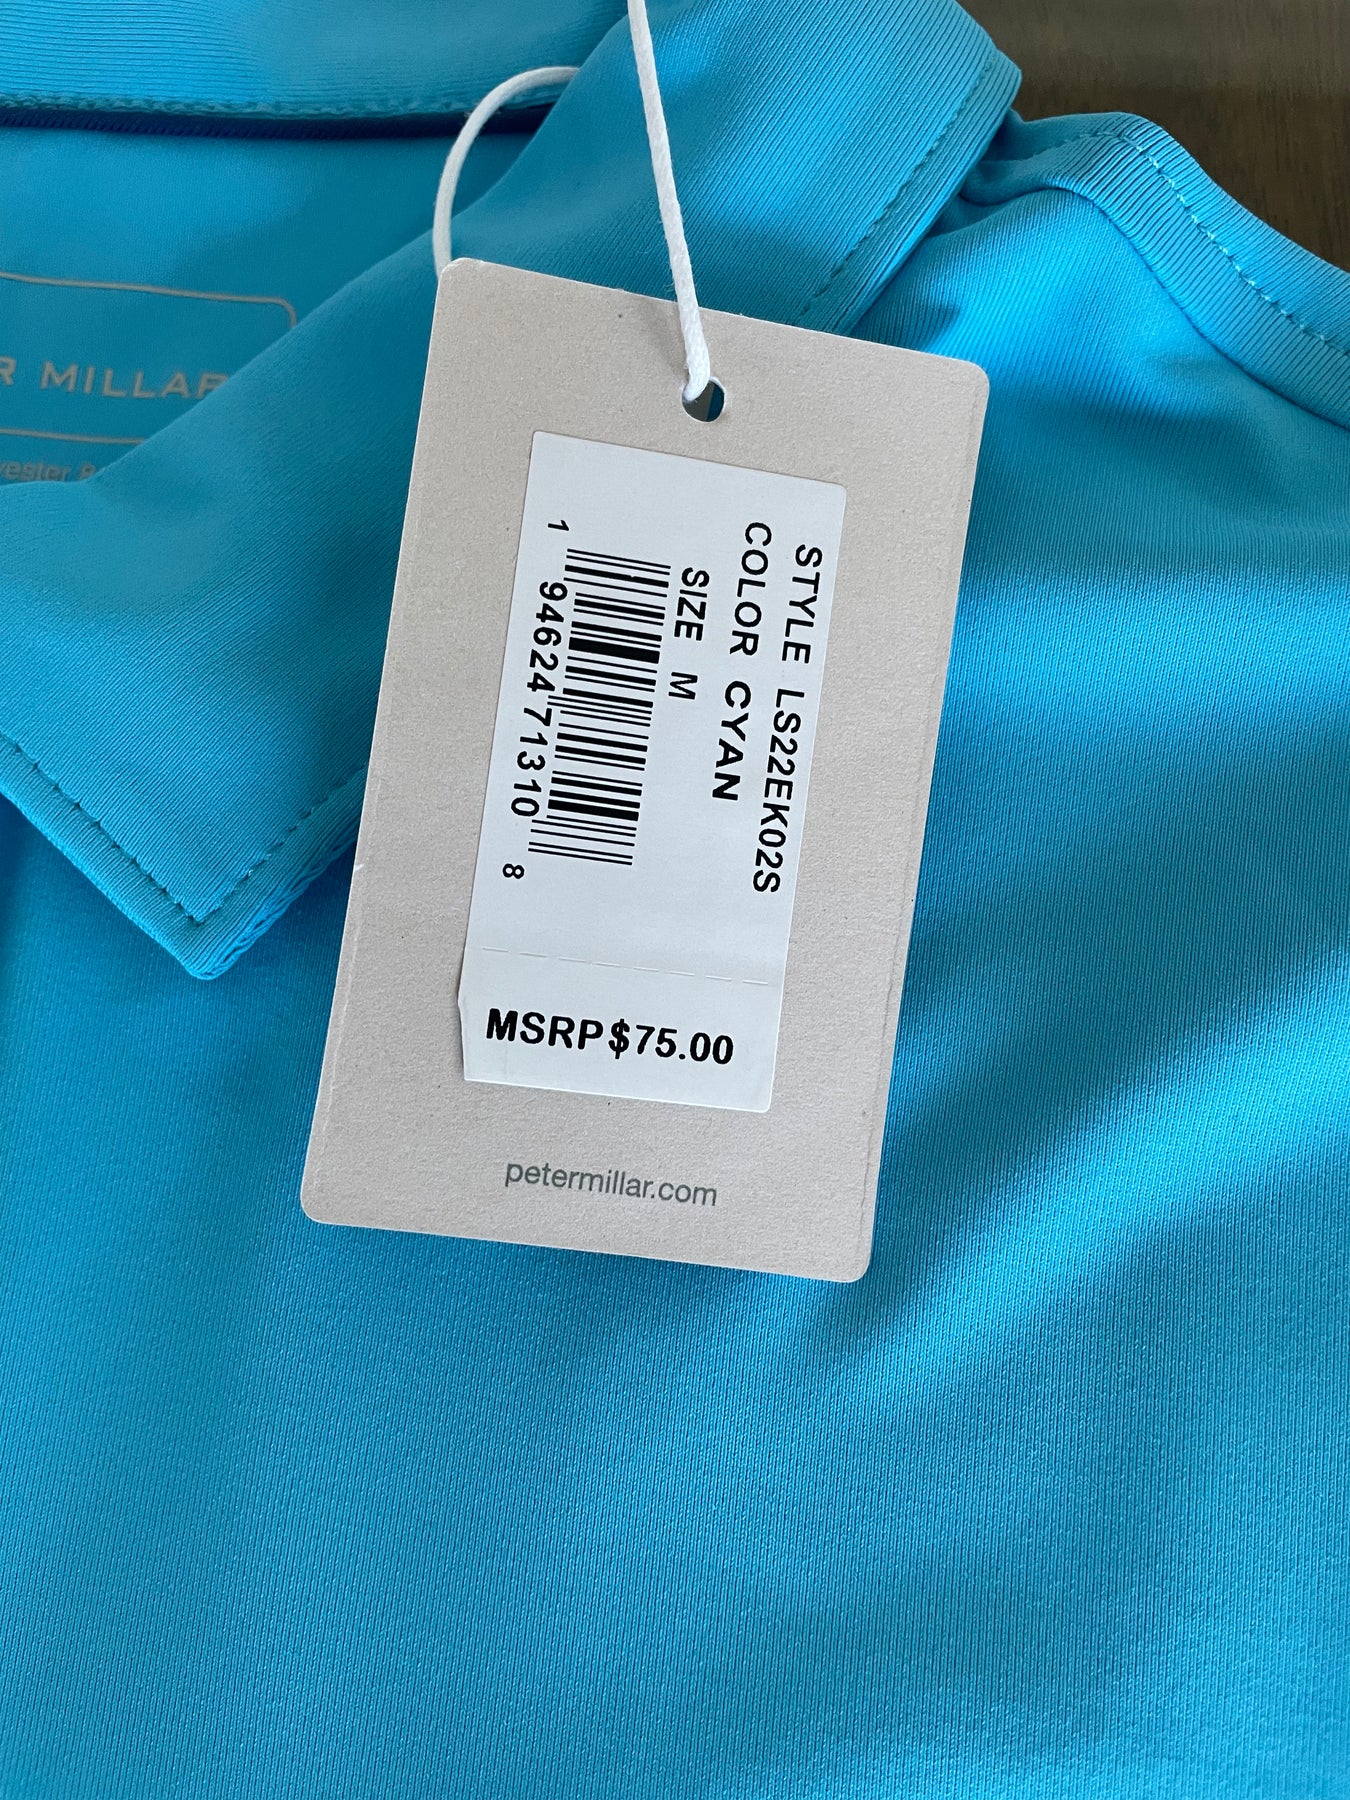 R MILLAR
STYLE LS22EK02S
COLOR CYAN
SIZE M
1 94624 71310 8
MSRP$75.00
petermillar.com